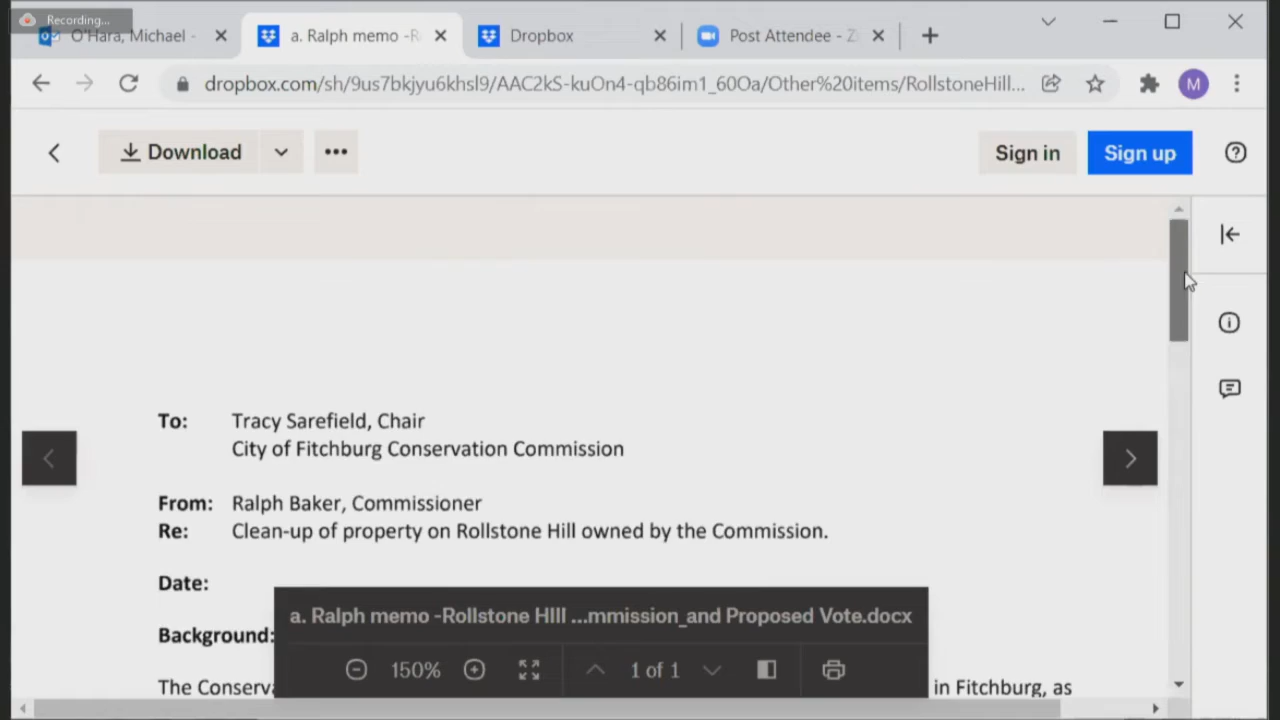 Recording...
O'Hara, Michael -
a. Ralph memo -R
Dropbox
Post Attendee - Z
dropbox.com/sh/9us7bkjyu6khsl9/AAC2kS-kuOn4-qb86im1_60Oa/Other%20items/RollstoneHill...
M
Download
Sign in
Sign up
To: Tracy Sarefield, Chair
City of Fitchburg Conservation Commission
From: Ralph Baker, Commissioner
Re: Clean-up of property on Rollstone Hill owned by the Commission.
Date:
Background:
a. Ralph memo -Rollstone HIll ...mmission_and Proposed Vote.docx
150%
1 of 1
The Conserva
in Fitchburg, as